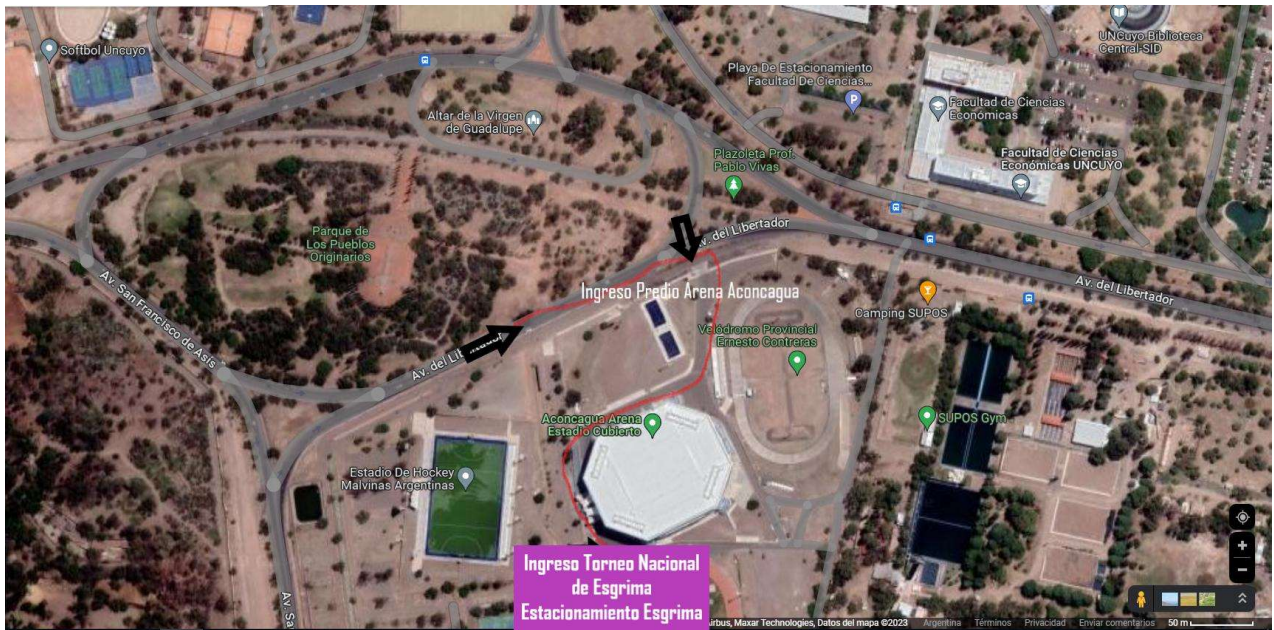 Softbol Uncuyo
UNCuyo Biblioteca
Central-SID
Playa De Estacionamiento
Facultad De Ciencias...
P
Facultad de Ciencias
Económicas
Altar de la Virgen
de Guadalupe
Plazoleta Prof.
Pablo Vivas
Facultad de Ciencias
Económicas UNCUYO
Parque de
Los Pueblos
Originarios
Av. del Libertador
Av. San Francisco de Asís
Ingreso Predio Arena Aconcagua
Av. del Libertador
Camping SUPOS
Velódromo Provincial
Ernesto Contreras
Av. del
Aconcagua Arena
Estadio Cubierto
SUPOS Gym
Estadio De Hockey
Malvinas Argentinas
Ingreso Torneo Nacional
de Esgrima
Estacionamiento Esgrima
Av. Sa
Airbus, Maxar Technologies, Datos del mapa ©2023 Argentina Términos Privacidad Enviar comentarios 50 m